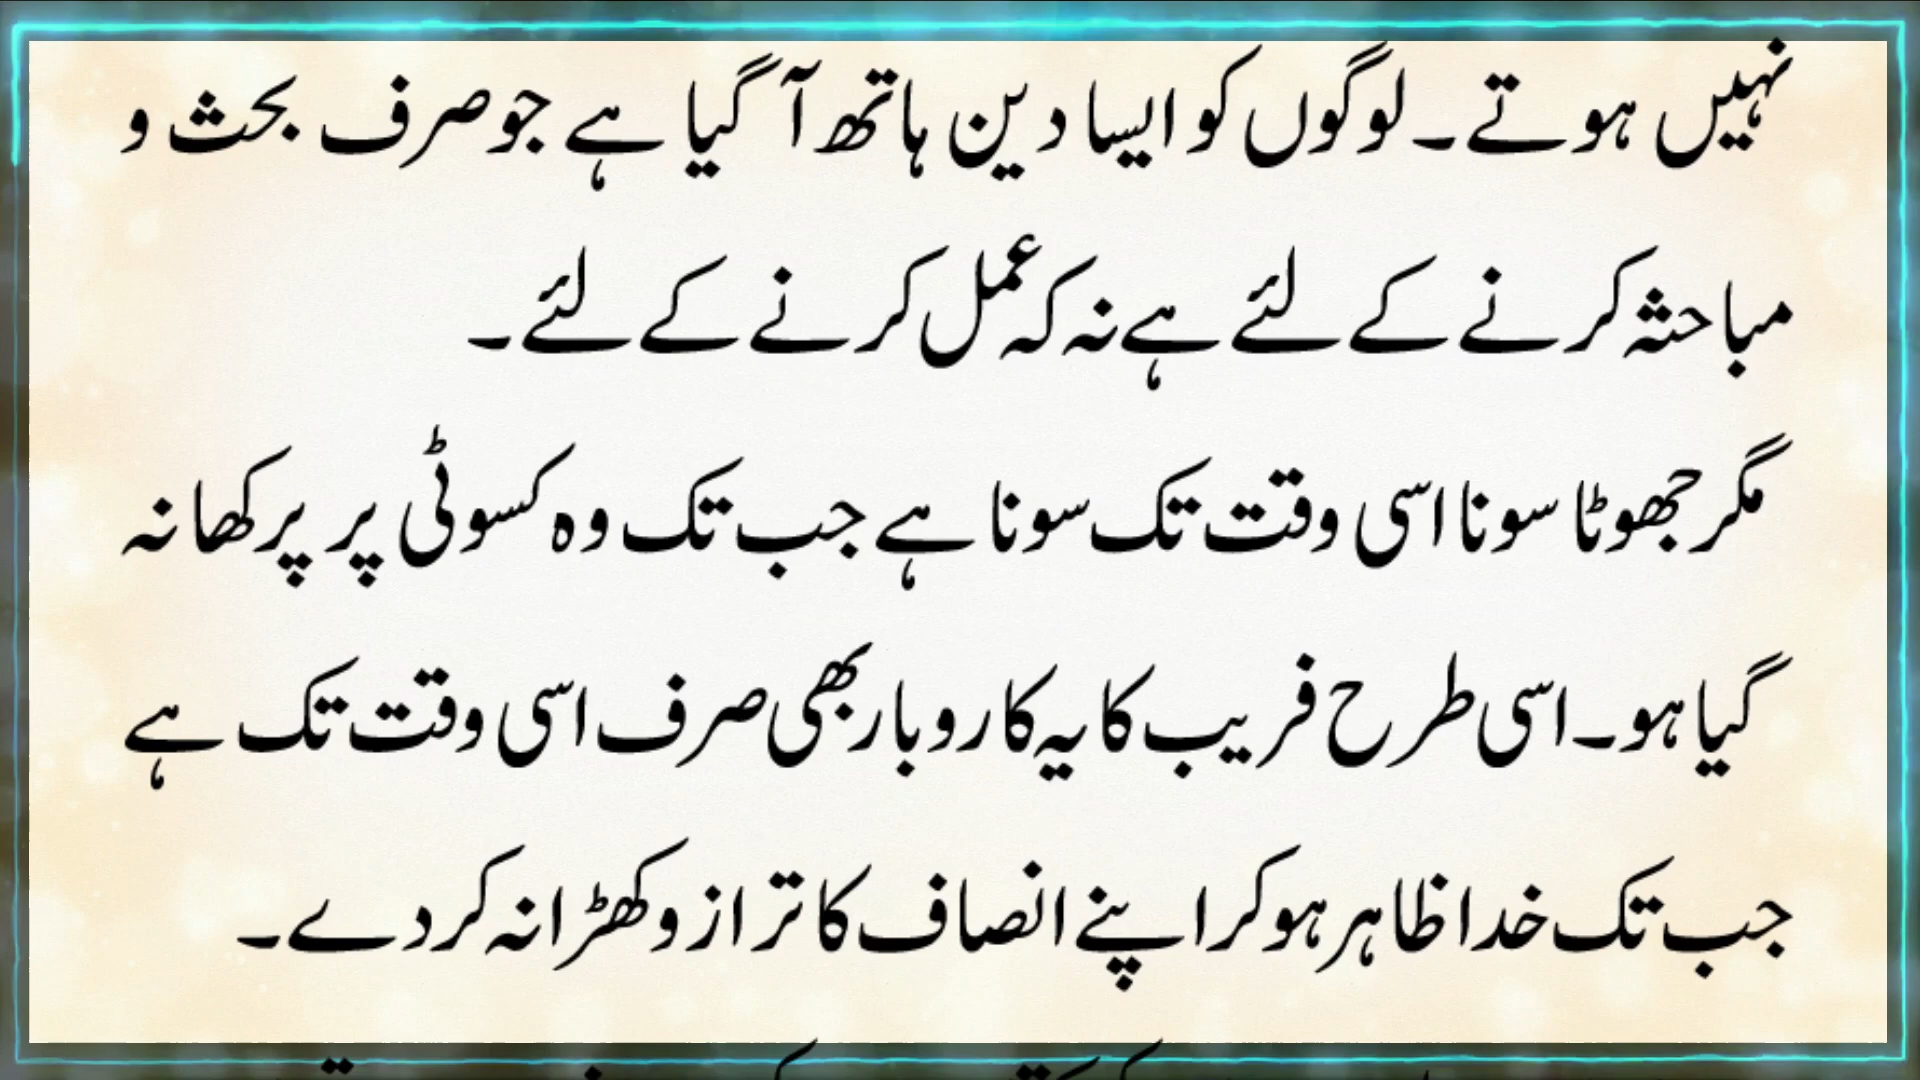 نہیں ہوتے۔ لوگوں کو ایسا دین ہاتھ آ گیا ہے جو صرف بحث و
مباحثہ کرنے کے لئے ہے نہ کہ عمل کرنے کے لئے۔
مگر جھوٹا سونا اسی وقت تک سونا ہے جب تک وہ کسوٹی پر پرکھا نہ
گیا ہو۔ اسی طرح فریب کا یہ کاروبار بھی صرف اسی وقت تک ہے
جب تک خدا ظاہر ہو کر اپنے انصاف کا ترازو کھڑا نہ کر دے۔